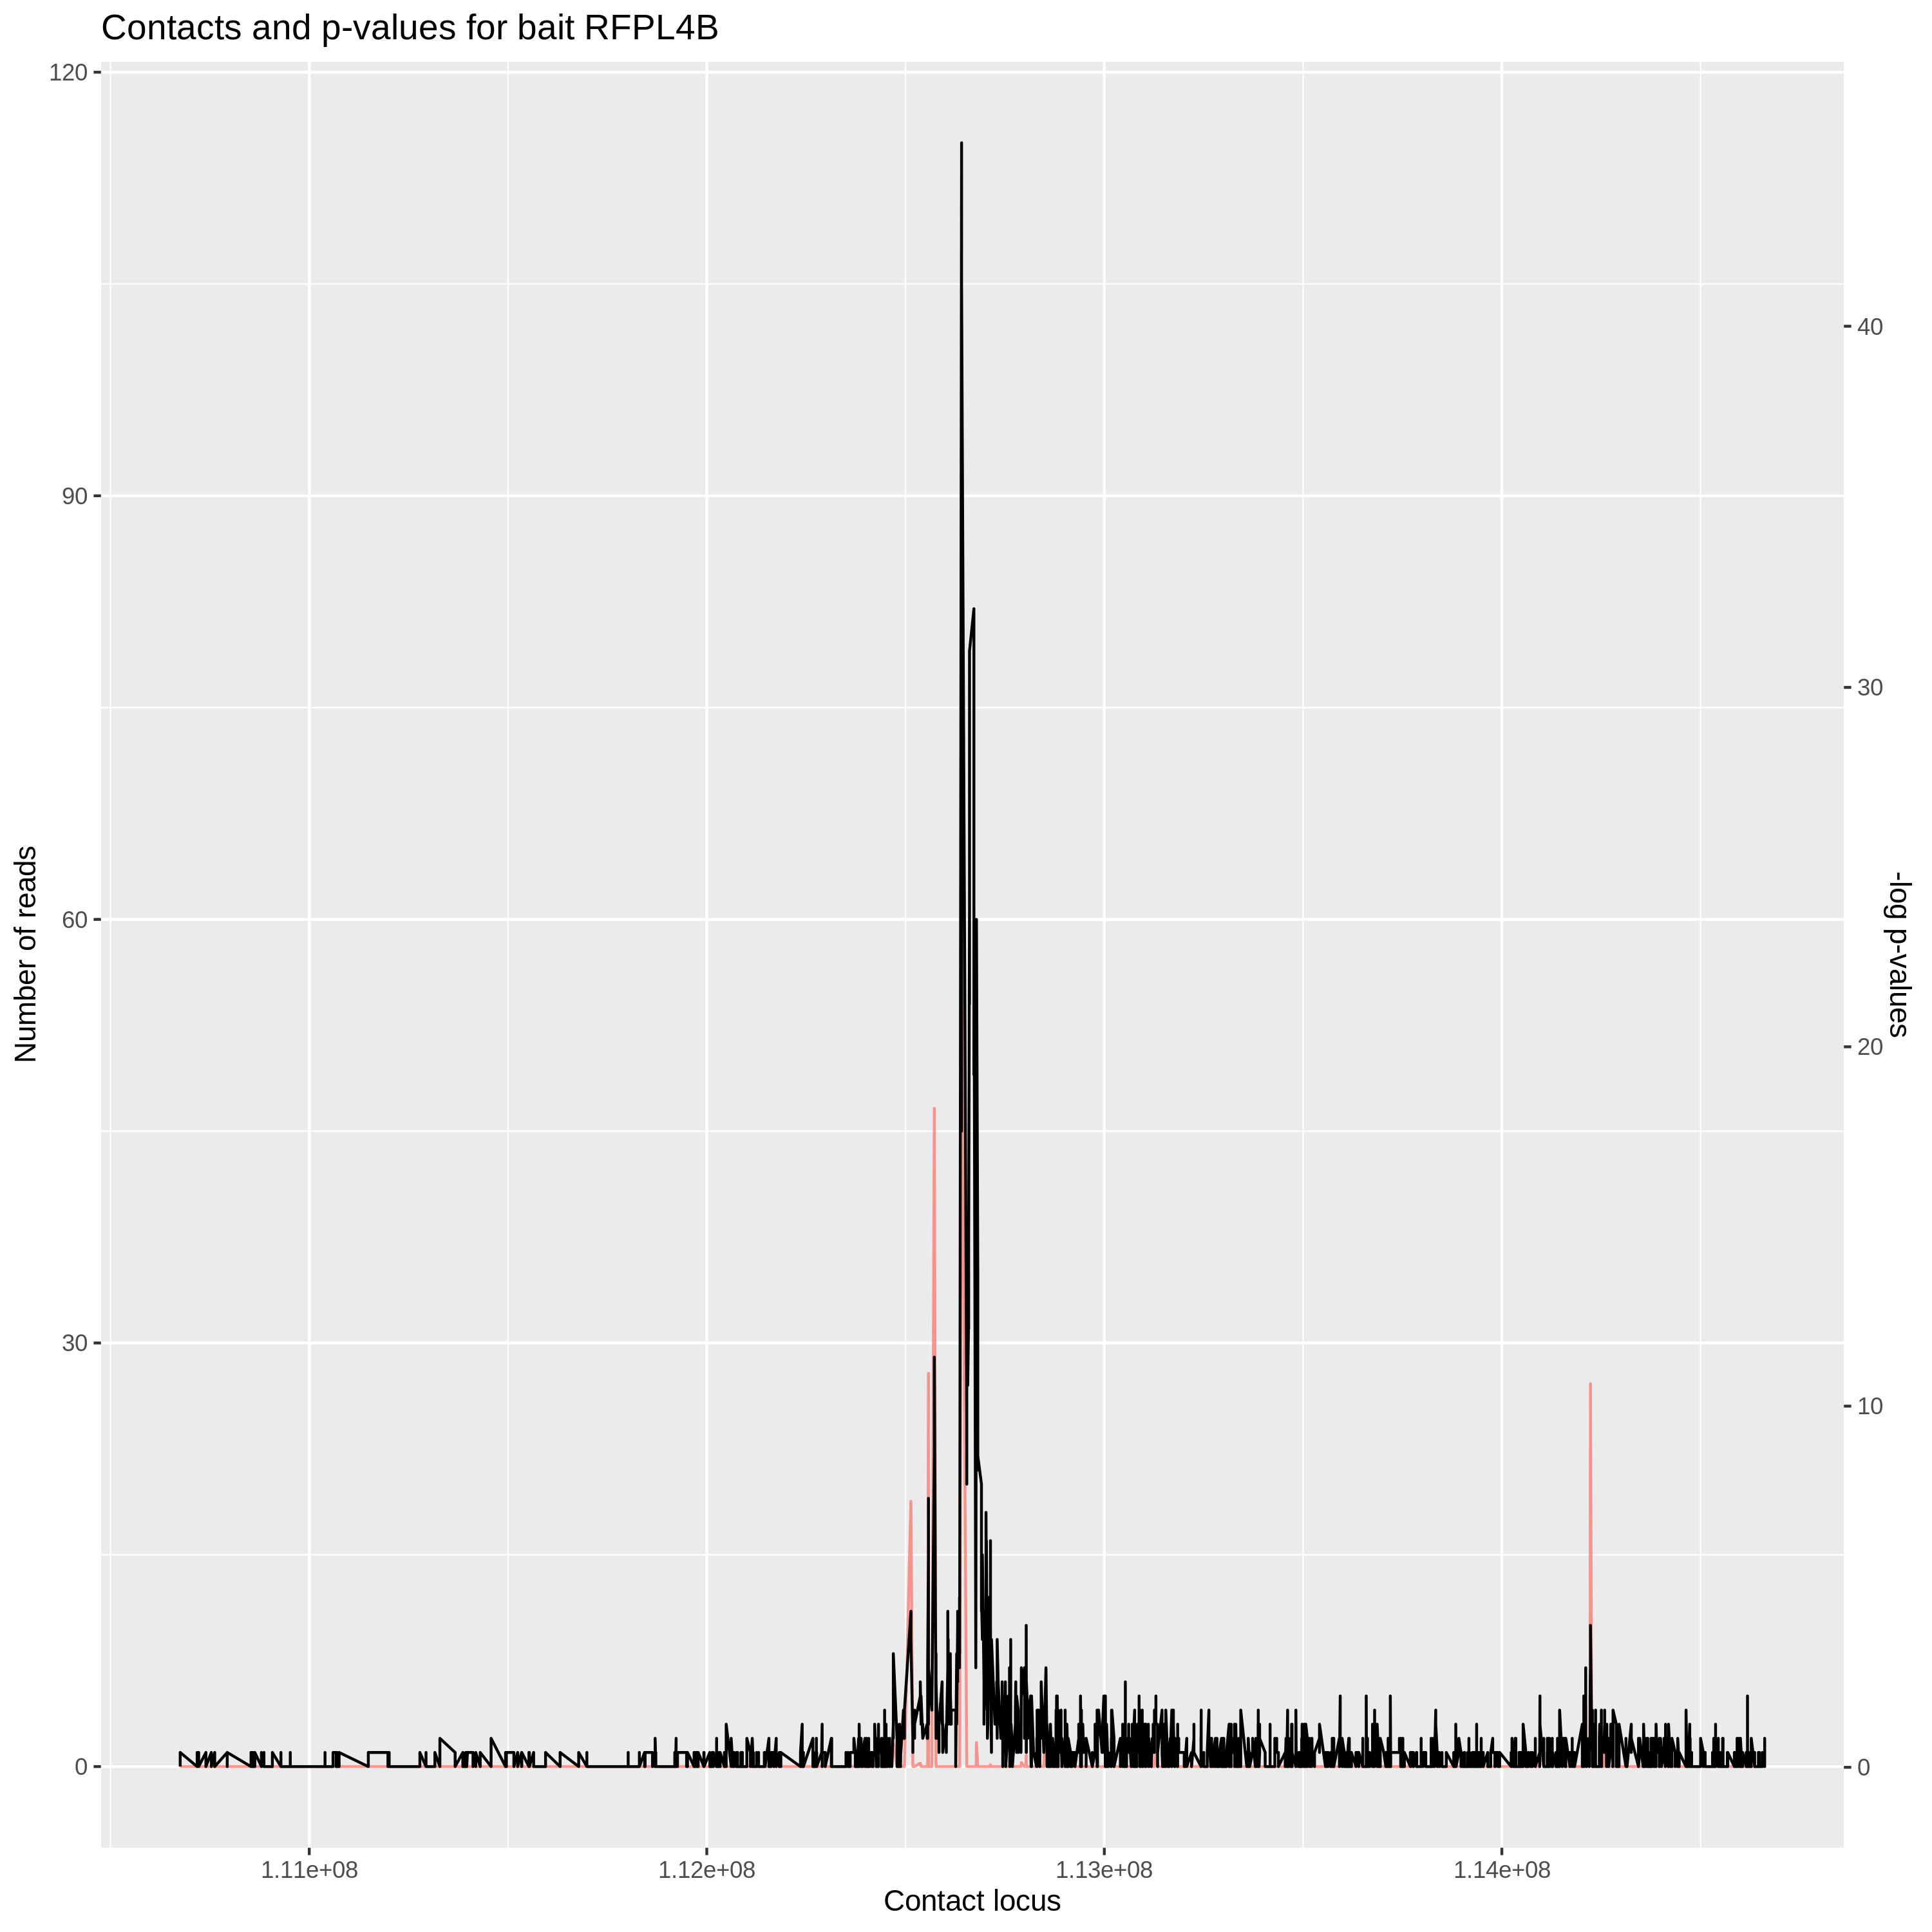 Contacts and p-values for bait RFPL4B
120
90
60
30
0
Number of reads
40
30
20
10
0
-log p-values
1.11e+08
1.12e+08
1.13e+08
1.14e+08
Contact locus